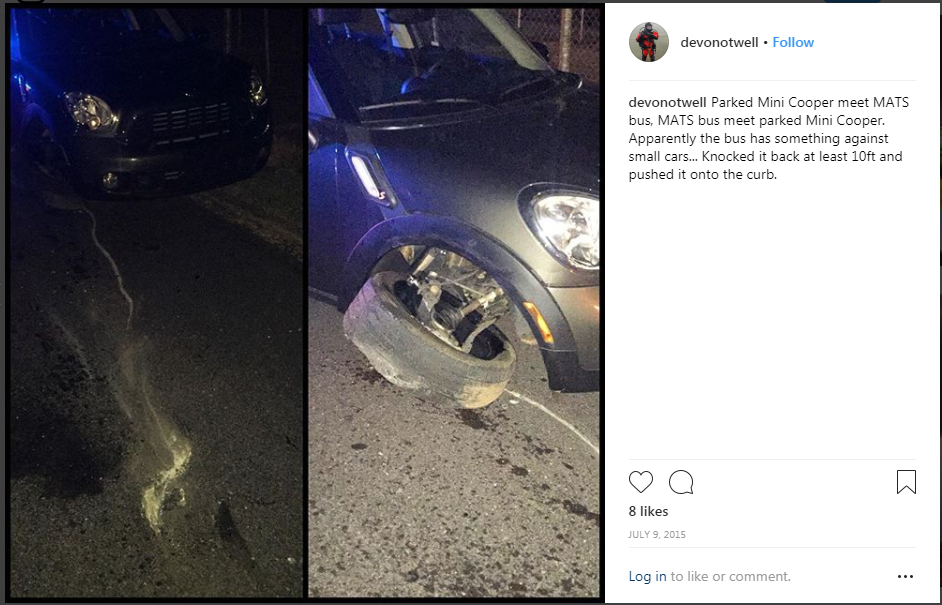 devonotwell • Follow
devonotwell Parked Mini Cooper meet MATS
bus, MATS bus meet parked Mini Cooper.
Apparently the bus has something against
small cars... Knocked it back at least 10ft and
pushed it onto the curb.
8 likes
JULY 9, 2015
Log in to like or comment.